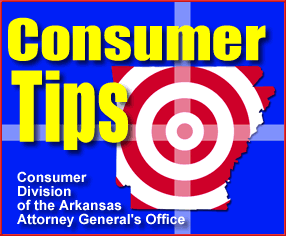 Consumer
Tips
Consumer
Division
of the Arkansas
Attorney General's Office